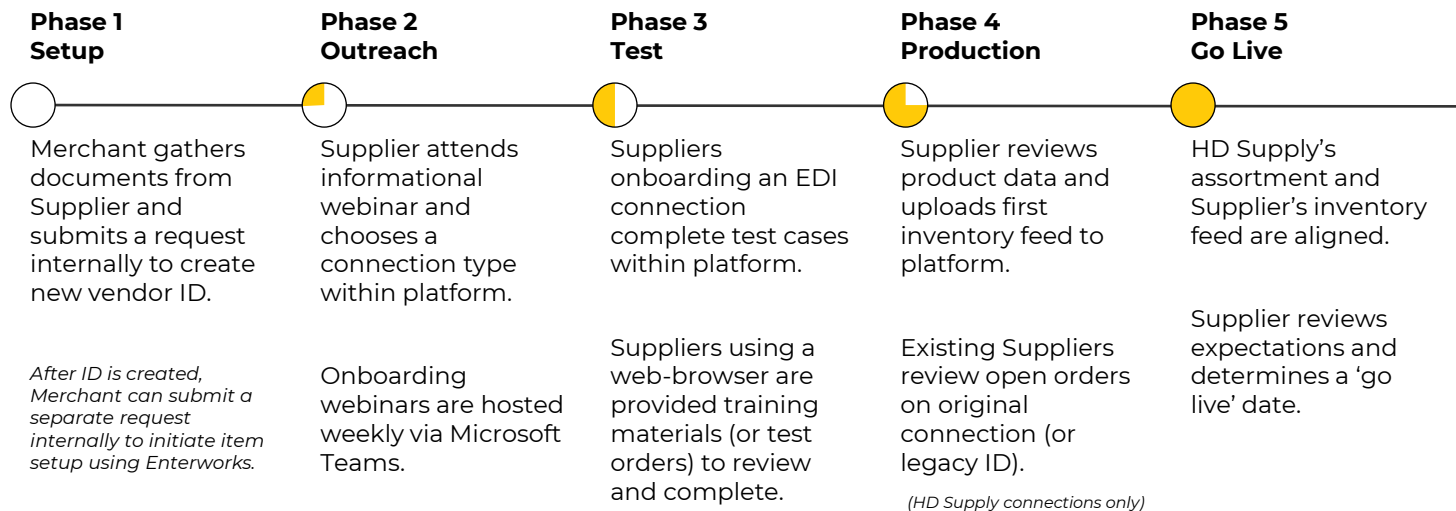 Phase 1
Setup
Merchant gathers
documents from
Supplier and
submits a request
internally to create
new vendor ID.
After ID is created,
Merchant can submit a
separate request
internally to initiate item
setup using Enterworks.
Phase 2
Outreach
Supplier attends
informational
webinar and
chooses a
connection type
within platform.
Onboarding
webinars are hosted
weekly via Microsoft
Teams.
Phase 3
Test
Suppliers
onboarding an EDI
connection
complete test cases
within platform.
Suppliers using a
web-browser are
provided training
materials (or test
orders) to review
and complete.
Phase 4
Production
Supplier reviews
product data and
uploads first
inventory feed to
platform.
Existing Suppliers
review open orders
on original
connection (or
legacy ID).
(HD Supply connections only)
Phase 5
Go Live
HD Supply’s
assortment and
Supplier’s inventory
feed are aligned.
Supplier reviews
expectations and
determines a ‘go
live’ date.